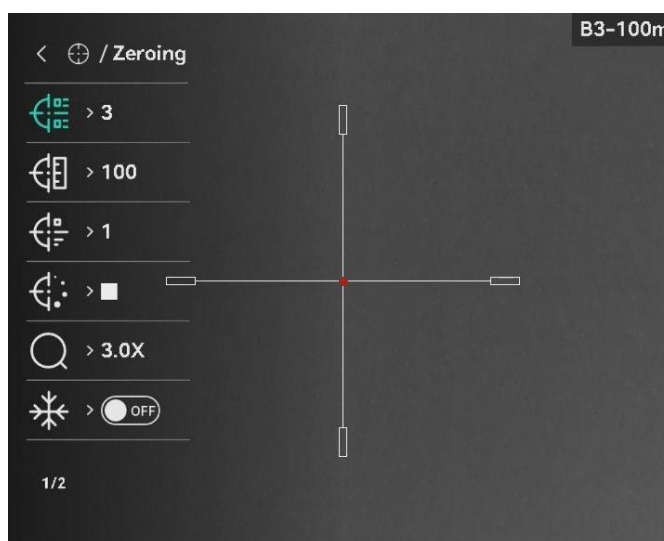 B3-100m
< / Zeroing
> 3
> 100
> 1
>
> 3.0X
> OFF
1/2